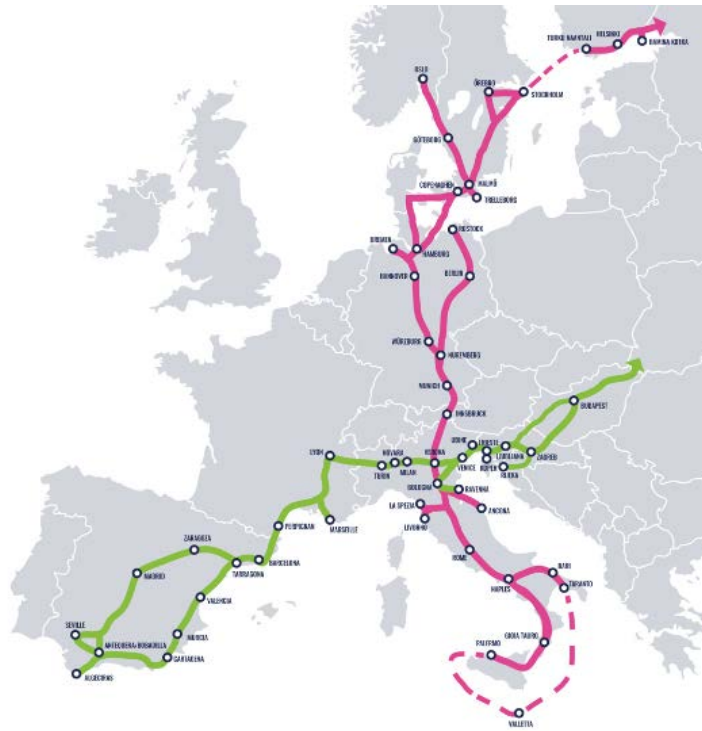 TURKU NAANTALI
HELSINKI
HAMINA KOTKA
OSLO
ÖREBRO
STOCKHOLM
GÖTEBORG
COPENHAGEN
MALMÖ
TRELLEBORG
ROSTOCK
BREMEN
HAMBURG
HANNOVER
BERLIN
WÜRZBURG
NUREMBERG
MUNICH
INNSBRUCK
BUDAPEST
LYON
NOVARA
VERONA
UDINE
TRIESTE
LJUBLJANA
ZAGREB
TURIN
MILAN
VENICE
KOPER
RIJEKA
BOLOGNA
RAVENNA
LA SPEZIA
ANCONA
LIVORNO
MARSEILLE
PERPIGNAN
ZARAGOZA
BARCELONA
TARRAGONA
MADRID
ROME
BARI
VALENCIA
NAPLES
TARANTO
SEVILLE
MURCIA
ANTEQUERA/BOBADILLA
CARTAGENA
GIOIA TAURO
PALERMO
ALGECIRAS
VALLETTA